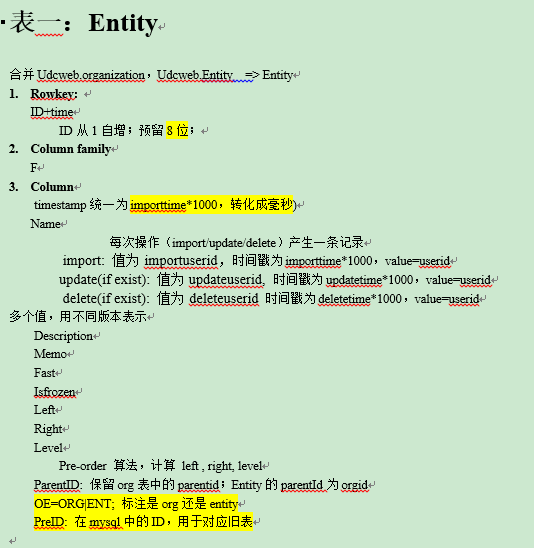 表一：Entity
合并 Udcweb.organization，Udcweb.Entity => Entity
1. Rowkey:
ID+time
ID 从 1 自增；预留 8 位；
2. Column family
F
3. Column
timestamp 统一为 importtime*1000，转化成毫秒)
Name
每次操作（import/update/delete）产生一条记录
import: 值为 importuserid，时间戳为 importtime*1000，value=userid
update(if exist): 值为 updateuserid, 时间戳为 updatetime*1000，value=userid
delete(if exist): 值为 deleteuserid 时间戳为 deletetime*1000，value=userid
多个值，用不同版本表示
Description
Memo
Fast
Isfrozen
Left
Right
Level
Pre-order 算法，计算 left , right, level
ParentID: 保留 org 表中的 parentid；Entity 的 parentId 为 orgid
OE=ORG|ENT; 标注是 org 还是 entity
PreID: 在 mysql 中的 ID，用于对应旧表